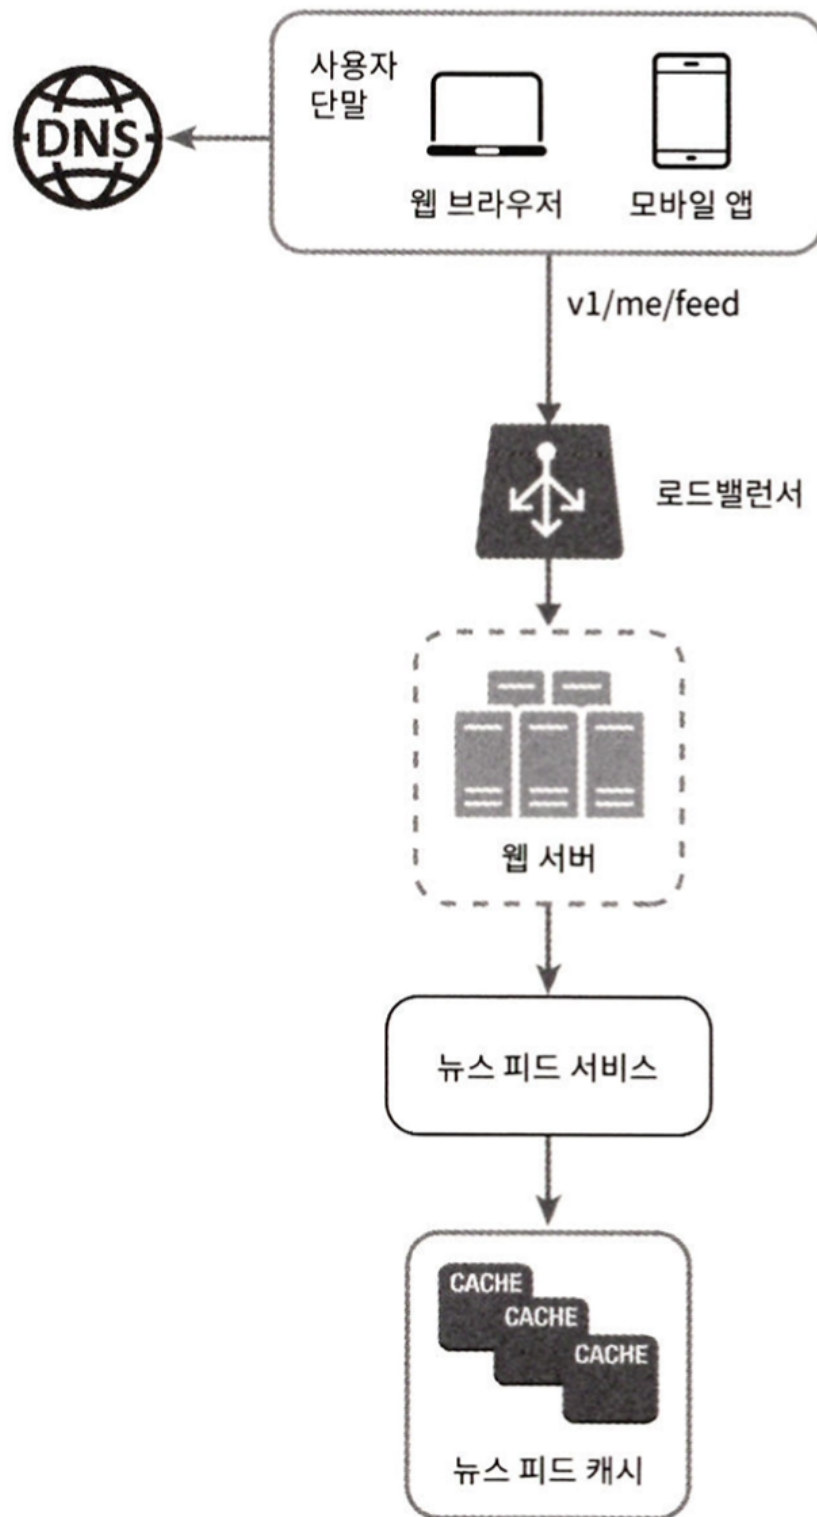 사용자
단말
DNS
웹 브라우저
모바일 앱
v1/me/feed
로드밸런서
웹 서버
뉴스 피드 서비스
CACHE
CACHE
CACHE
뉴스 피드 캐시